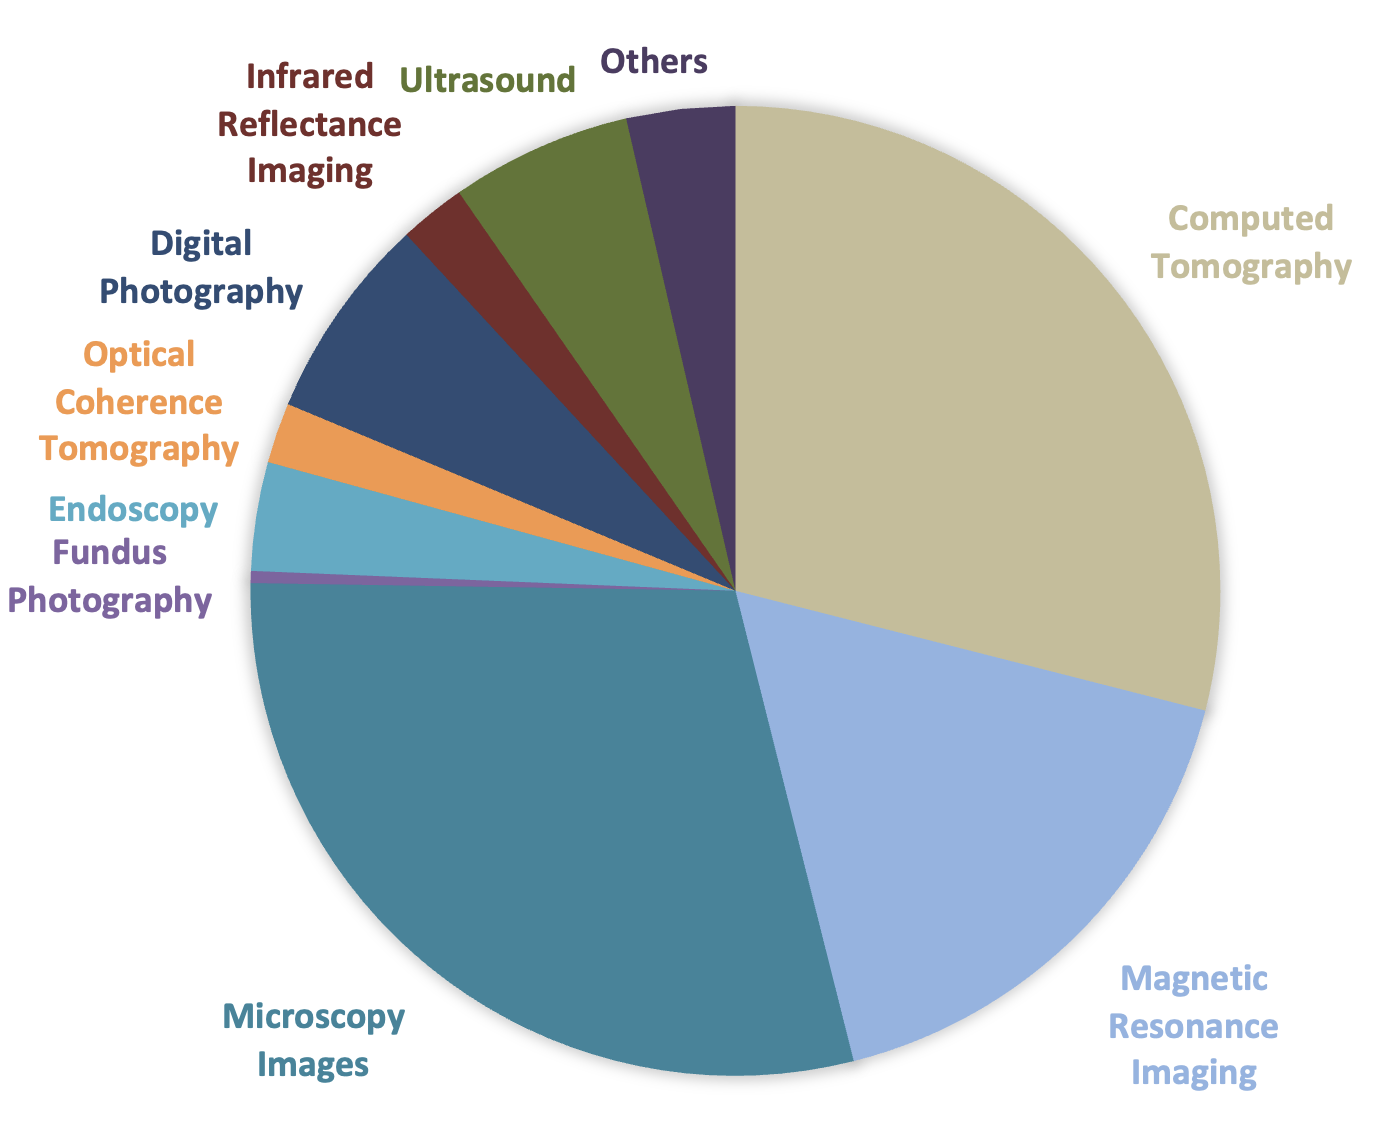 Others
Infrared
Reflectance
Imaging
Ultrasound
Computed
Tomography
Digital
Photography
Optical
Coherence
Tomography
Endoscopy
Fundus
Photography
Microscopy
Images
Magnetic
Resonance
Imaging